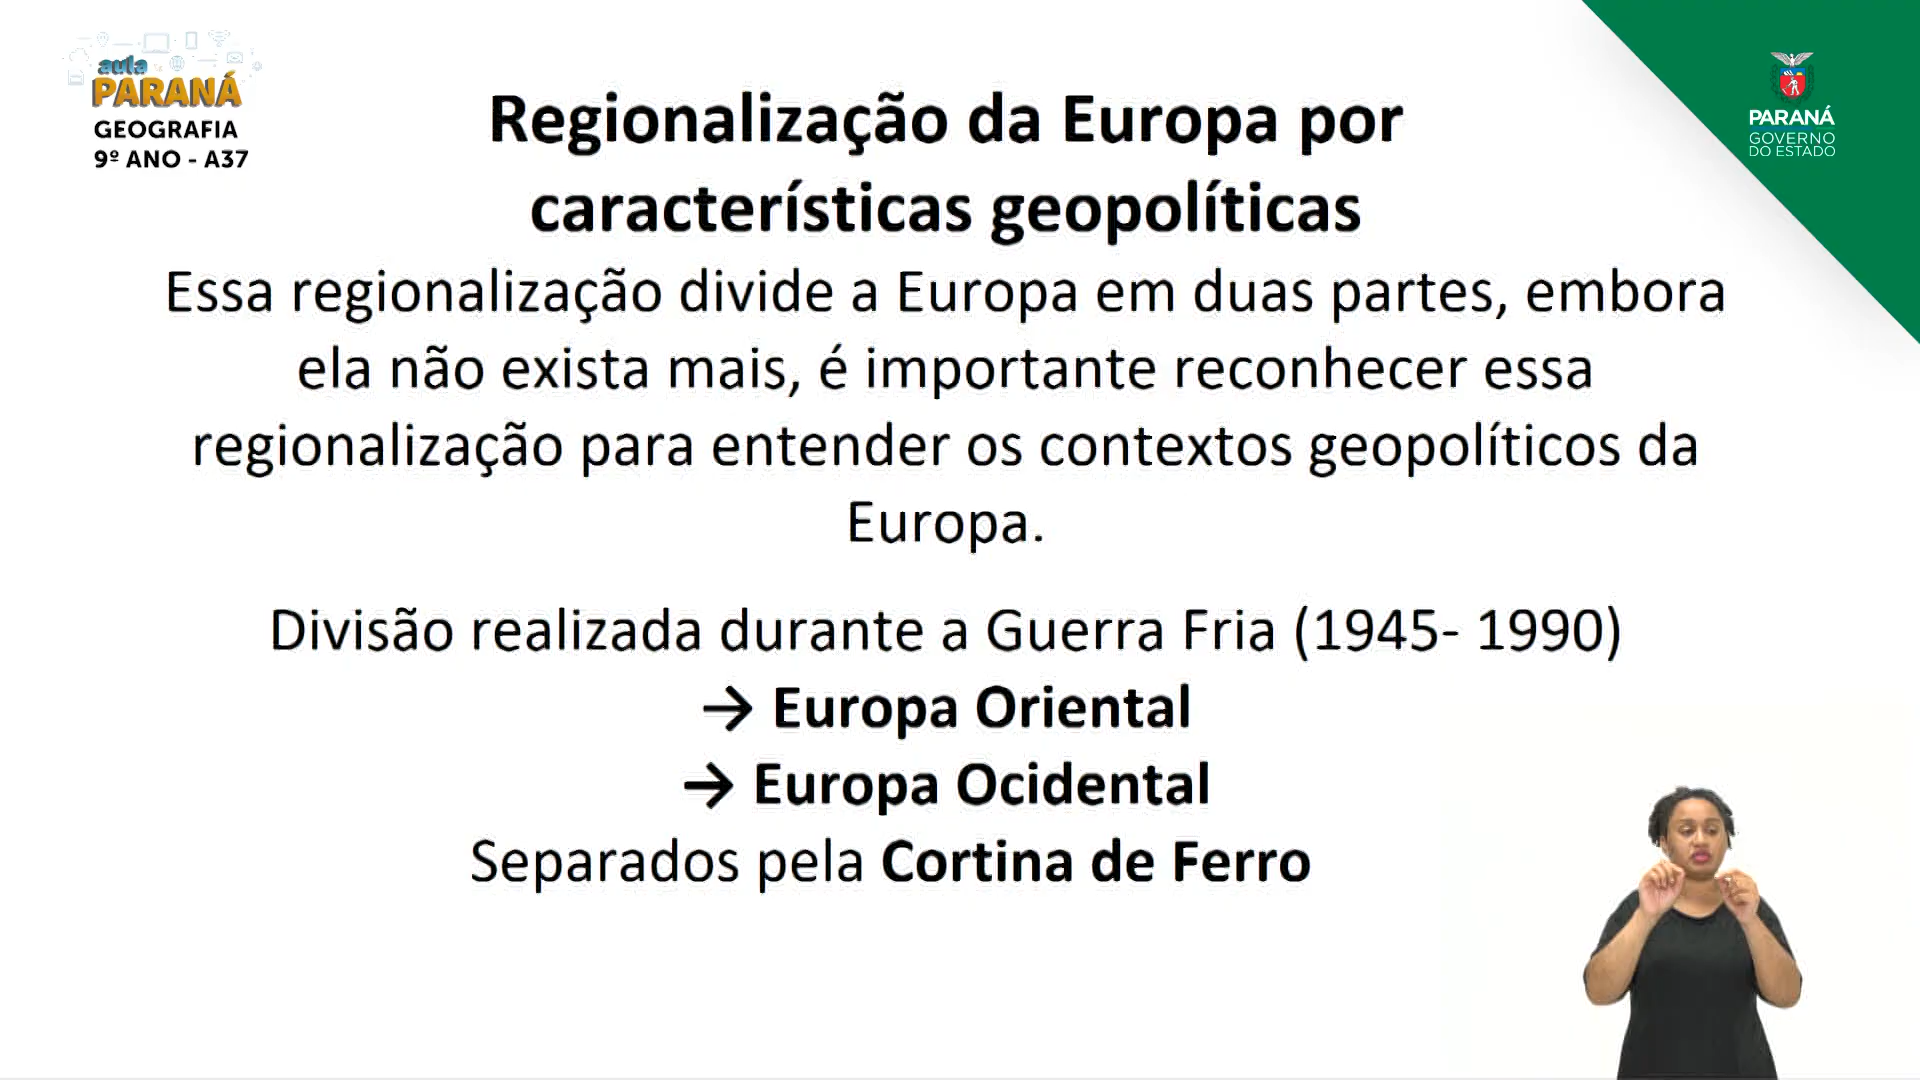 aula
PARANÁ
GEOGRAFIA
9º ANO - A37
PARANÁ
GOVERNO
DO ESTADO
Regionalização da Europa por
características geopolíticas
Essa regionalização divide a Europa em duas partes, embora
ela não exista mais, é importante reconhecer essa
regionalização para entender os contextos geopolíticos da
Europa.
Divisão realizada durante a Guerra Fria (1945- 1990)
→ Europa Oriental
→ Europa Ocidental
Separados pela Cortina de Ferro